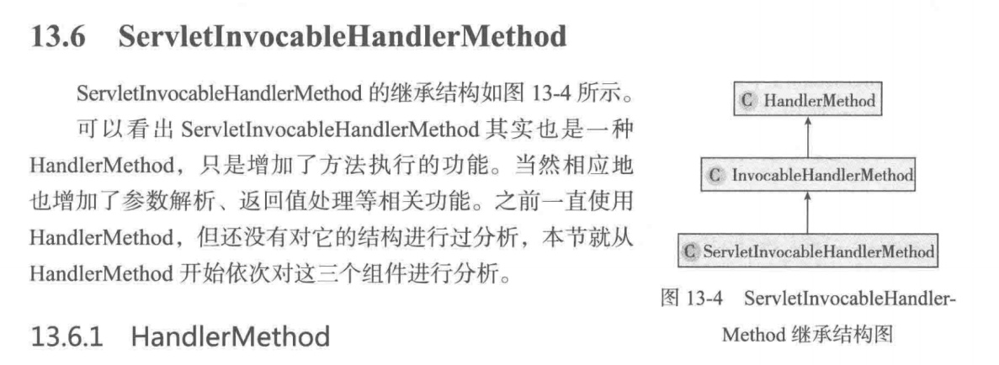 13.6 ServletInvocableHandlerMethod
ServletInvocableHandlerMethod 的继承结构如图 13-4 所示。
可以看出 ServletInvocableHandlerMethod 其实也是一种
HandlerMethod，只是增加了方法执行的功能。当然相应地
也增加了参数解析、返回值处理等相关功能。之前一直使用
HandlerMethod，但还没有对它的结构进行过分析，本节就从
HandlerMethod 开始依次对这三个组件进行分析。
C HandlerMethod
C InvocableHandlerMethod
C ServletInvocableHandlerMethod
图 13-4 ServletInvocableHandler-
Method 继承结构图
13.6.1 HandlerMethod